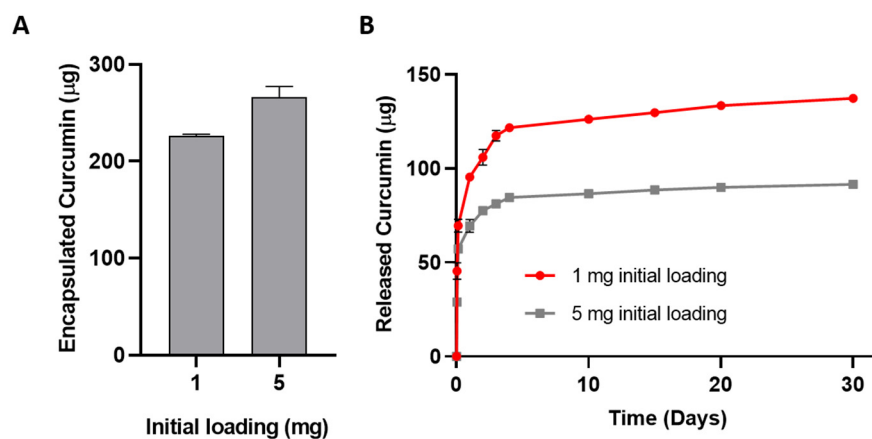 A
Encapsulated Curcumin (μg)
300
200
100
0
1 5
Initial loading (mg)
B
Released Curcumin (μg)
150
100
50
0
1 mg initial loading
5 mg initial loading
0 10 20 30
Time (Days)